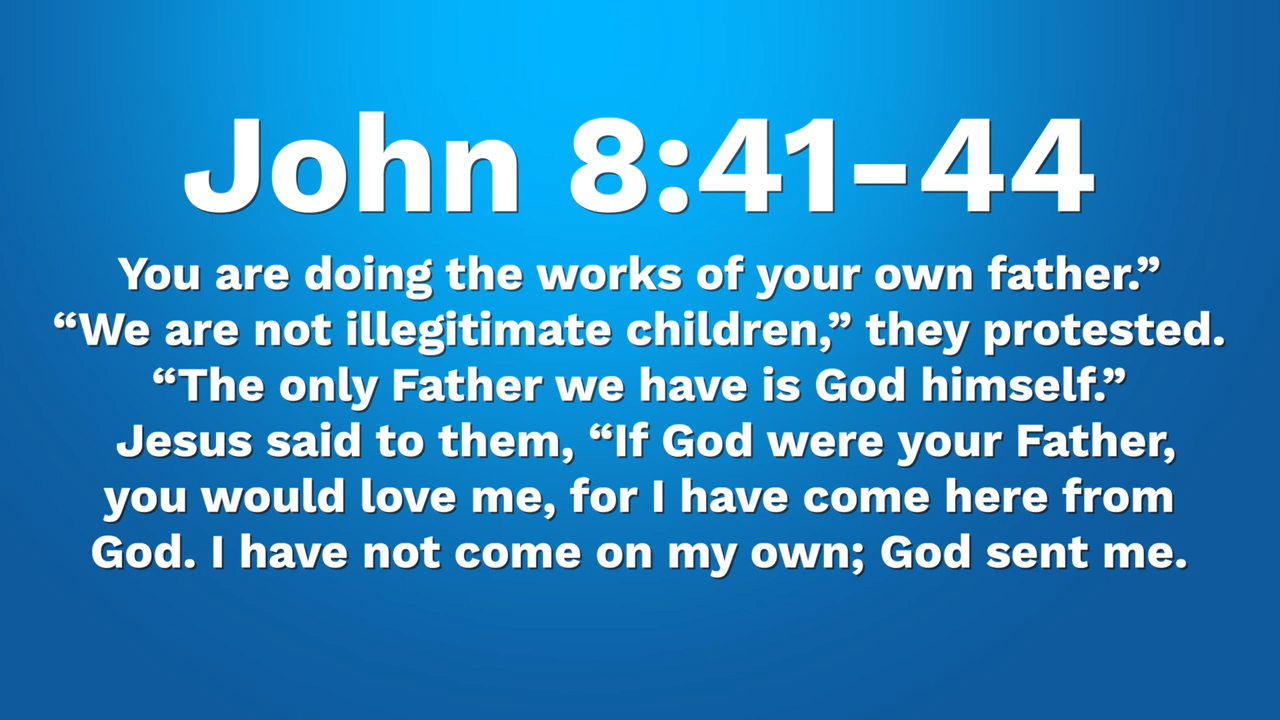 John 8:41-44
You are doing the works of your own father.”
“We are not illegitimate children,” they protested.
“The only Father we have is God himself.”
Jesus said to them, “If God were your Father,
you would love me, for I have come here from
God. I have not come on my own; God sent me.